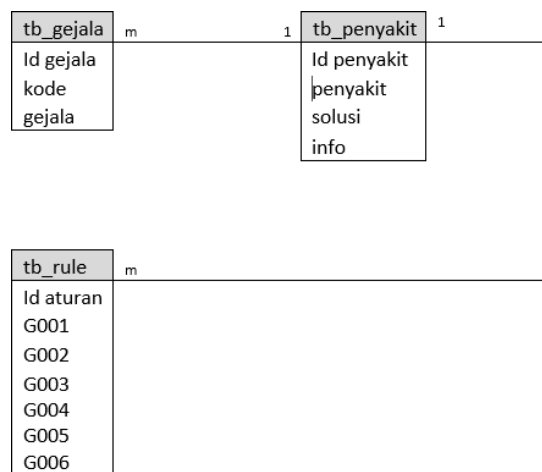 tb_gejala m 1 tb_penyakit 1
Id gejala
kode
gejala
Id penyakit
penyakit
solusi
info
tb_rule m
Id aturan
G001
G002
G003
G004
G005
G006